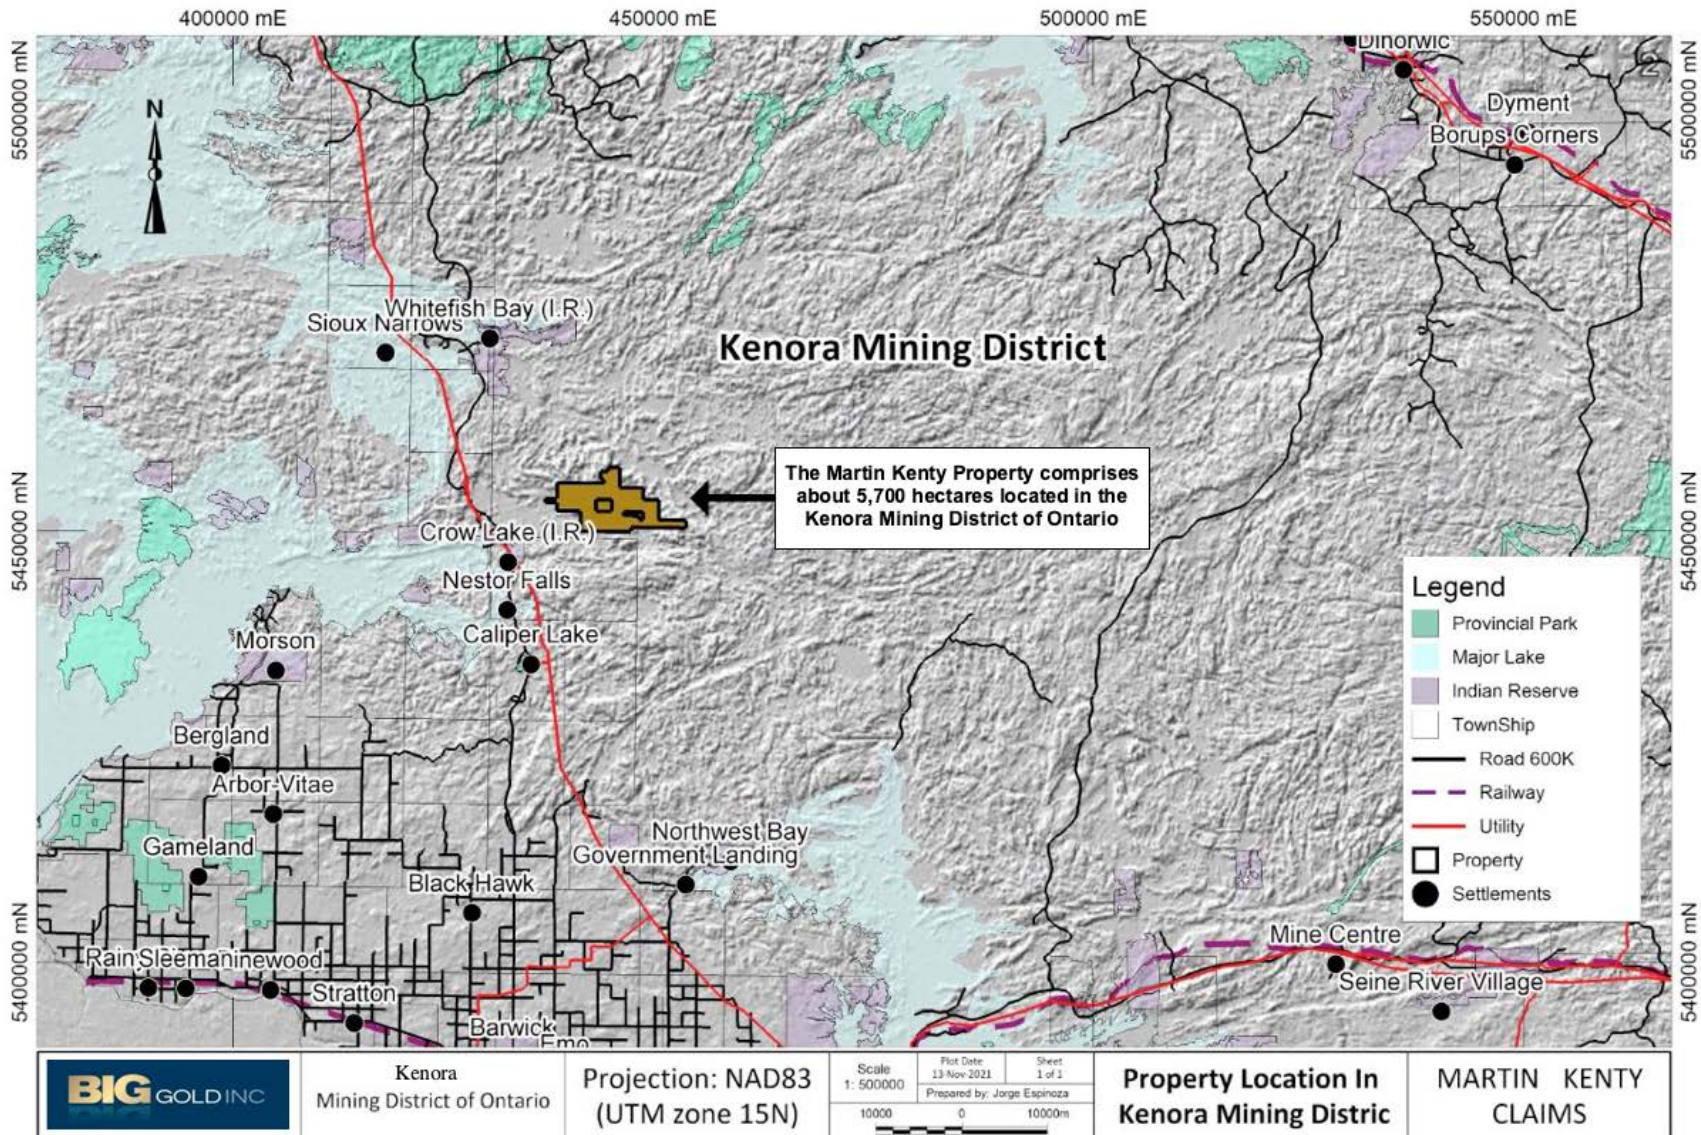 400000 mE
450000 mE
500000 mE
550000 mE
5500000 mN
5500000 mN
Dinorwic
Dyment
Borups Corners
N
Whitefish Bay (I.R.)
Sioux Narrows
Kenora Mining District
The Martin Kenty Property comprises
about 5,700 hectares located in the
Kenora Mining District of Ontario
5450000 mN
5450000 mN
Crow Lake (I.R.)
Nestor Falls
Caliper Lake
Morson
Bergland
Arbor-Vitae
Gameland
Northwest Bay
Government Landing
Black Hawk
Legend
Provincial Park
Major Lake
Indian Reserve
TownShip
Road 600K
Railway
Utility
Property
Settlements
5400000 mN
5400000 mN
Mine Centre
Seine River Village
Stratton
Barwick
Emo
BIG GOLD INC
Kenora
Mining District of Ontario
Projection: NAD83
(UTM zone 15N)
Scale
1: 500000
Plot Date
13-Nov-2021
Sheet
1 of 1
Prepared by: Jorge Espinoza
10000 0 10000m
Property Location In
Kenora Mining Distric
MARTIN KENTY
CLAIMS